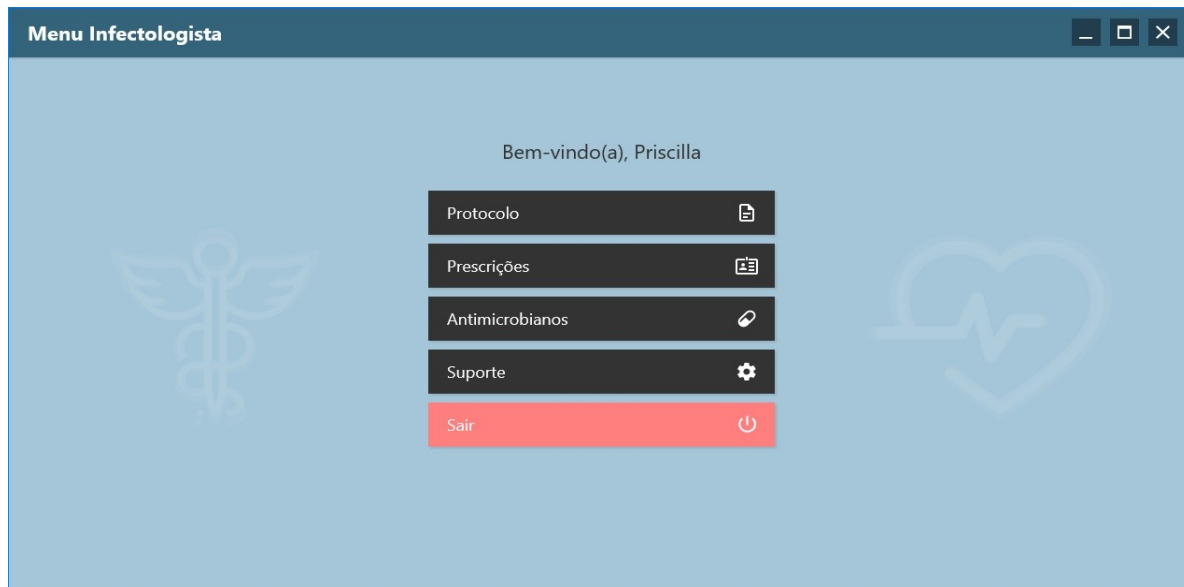 Menu Infectologista
Bem-vindo(a), Priscilla
Protocolo
Prescrições
Antimicrobianos
Suporte
Sair